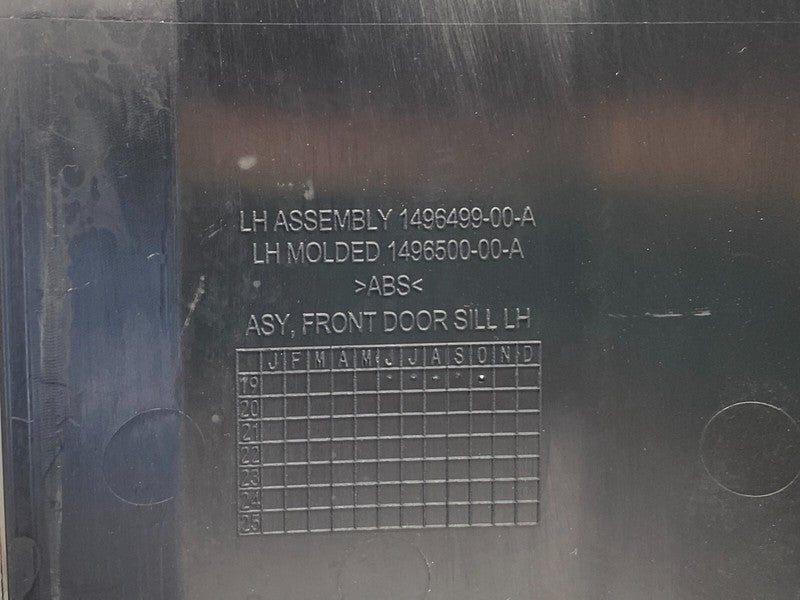 LH ASSEMBLY 1496499-00-A
LH MOLDED 1496500-00-A
>ABS<
ASY, FRONT DOOR SILL LH
J F M A M J J A S O N D
19
20
21
22
23
24
25